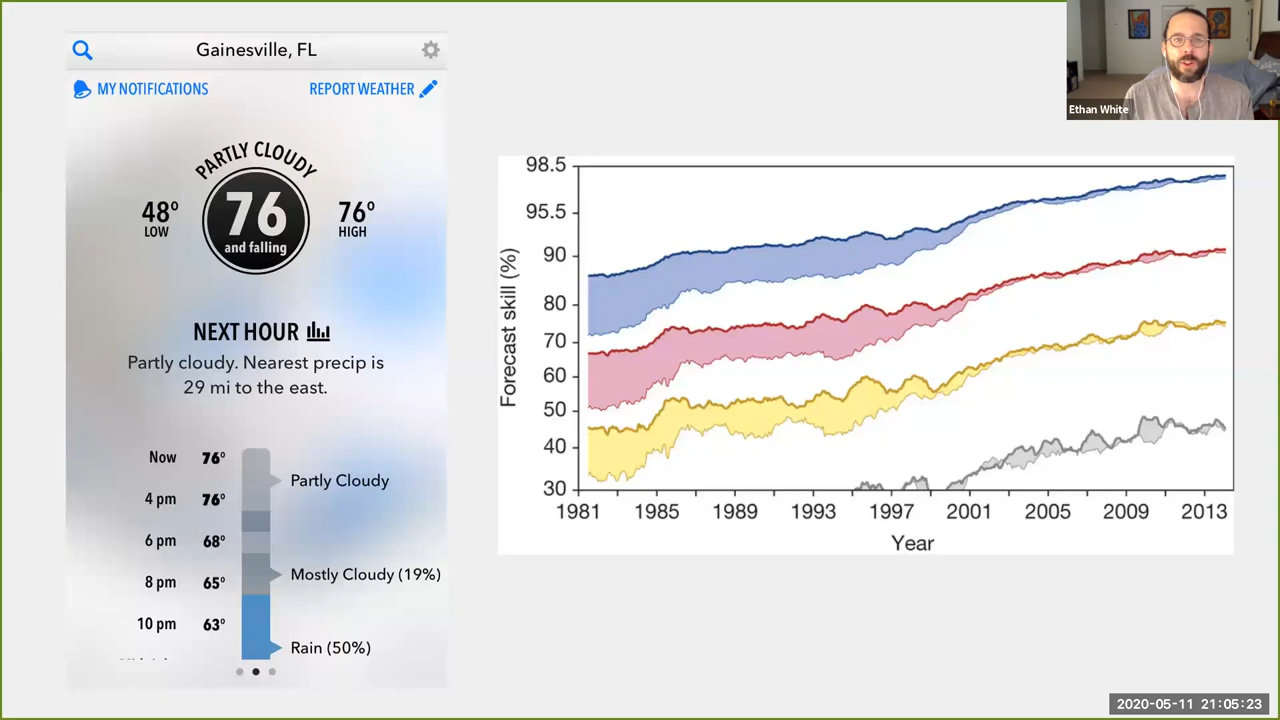 Gainesville, FL
MY NOTIFICATIONS
REPORT WEATHER
PARTLY CLOUDY
48°
LOW
76
and falling
76°
HIGH
NEXT HOUR
Partly cloudy. Nearest precip is
29 mi to the east.
Now 76°
Partly Cloudy
4 pm 76°
6 pm 68°
Mostly Cloudy (19%)
8 pm 65°
10 pm 63°
Rain (50%)
Forecast skill (%)
98.5
95.5
90
80
70
60
50
40
30
1981 1985 1989 1993 1997 2001 2005 2009 2013
Year
Ethan White
2020-05-11 21:05:23